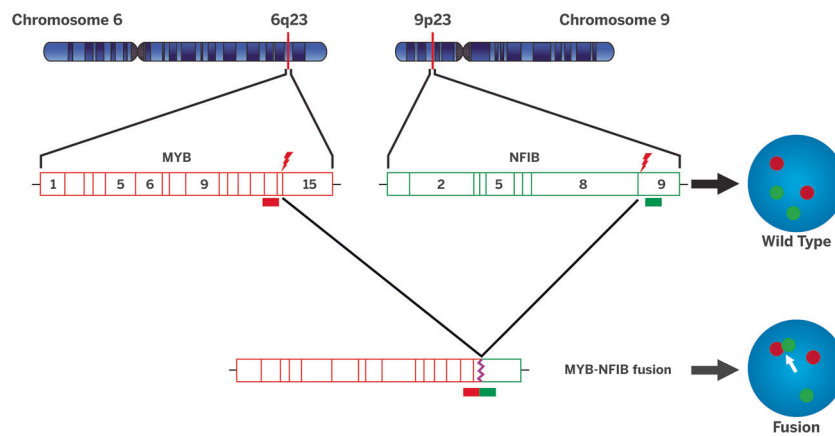 Chromosome 6
6q23
9p23
Chromosome 9
MYB
NFIB
1 5 6 9 15
2 5 8 9
Wild Type
MYB-NFIB fusion
Fusion